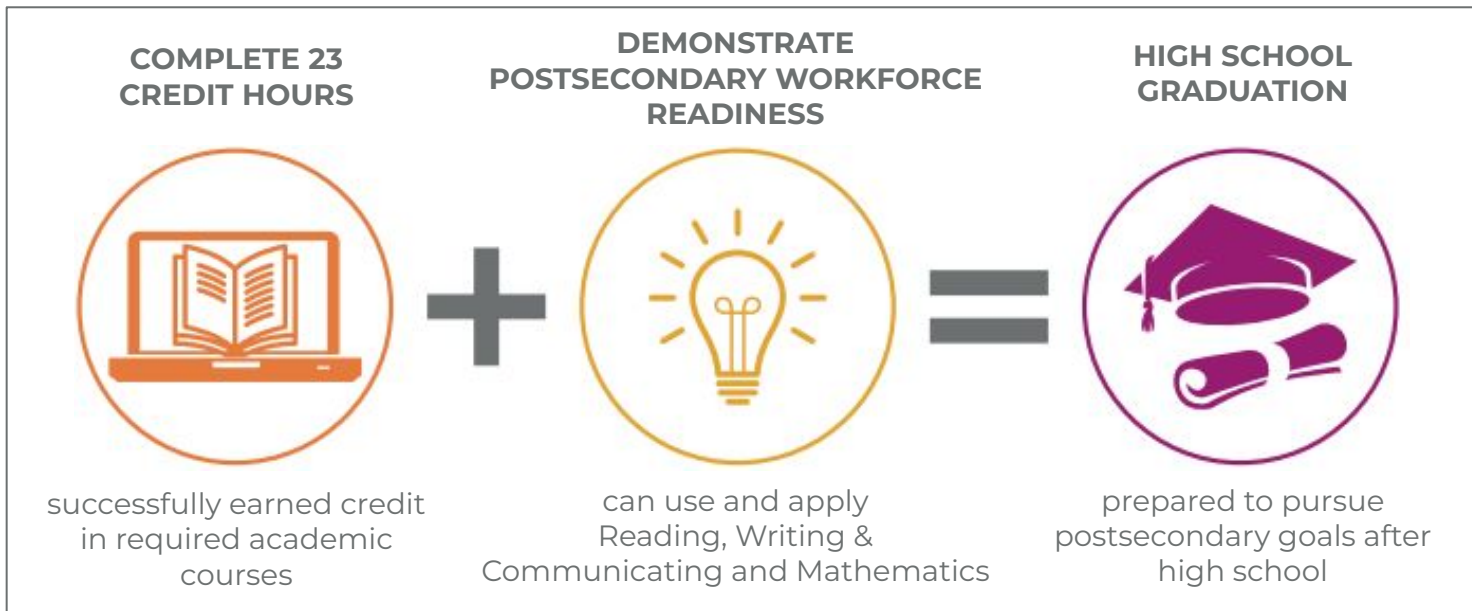 COMPLETE 23
CREDIT HOURS
successfully earned credit
in required academic
courses
DEMONSTRATE
POSTSECONDARY WORKFORCE
READINESS
can use and apply
Reading, Writing &
Communicating and Mathematics
HIGH SCHOOL
GRADUATION
prepared to pursue
postsecondary goals after
high school